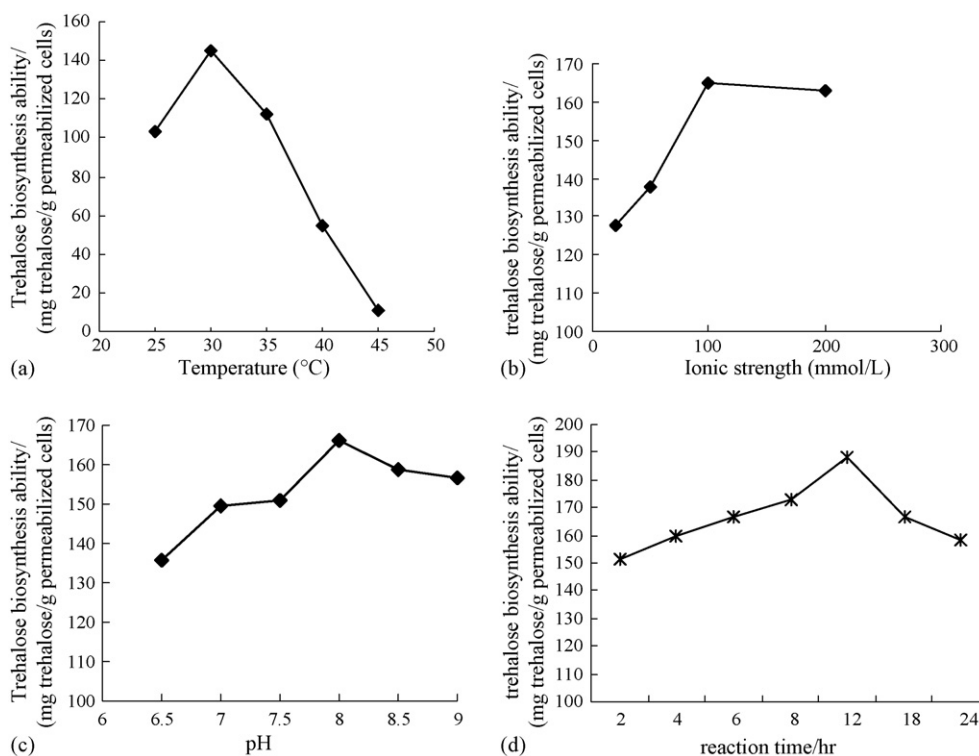 Trehalose biosynthesis ability/
(mg trehalose/g permeabilized cells)
160
140
120
100
80
60
40
20
0
20 25 30 35 40 45 50
Temperature (°C)
(a)
trehalose biosynthesis ability/
(mg trehalose/g permeabilized cells)
170
160
150
140
130
120
110
100
0 100 200 300
Ionic strength (mmol/L)
(b)
Trehalose biosynthesis ability/
(mg trehalose/g permeabilized cells)
170
160
150
140
130
120
110
100
6 6.5 7 7.5 8 8.5 9
pH
(c)
trehalose biosynthesis ability/
(mg trehalose/g permeabilized cells)
200
190
180
170
160
150
140
130
120
110
100
2 4 6 8 12 18 24
reaction time/hr
(d)